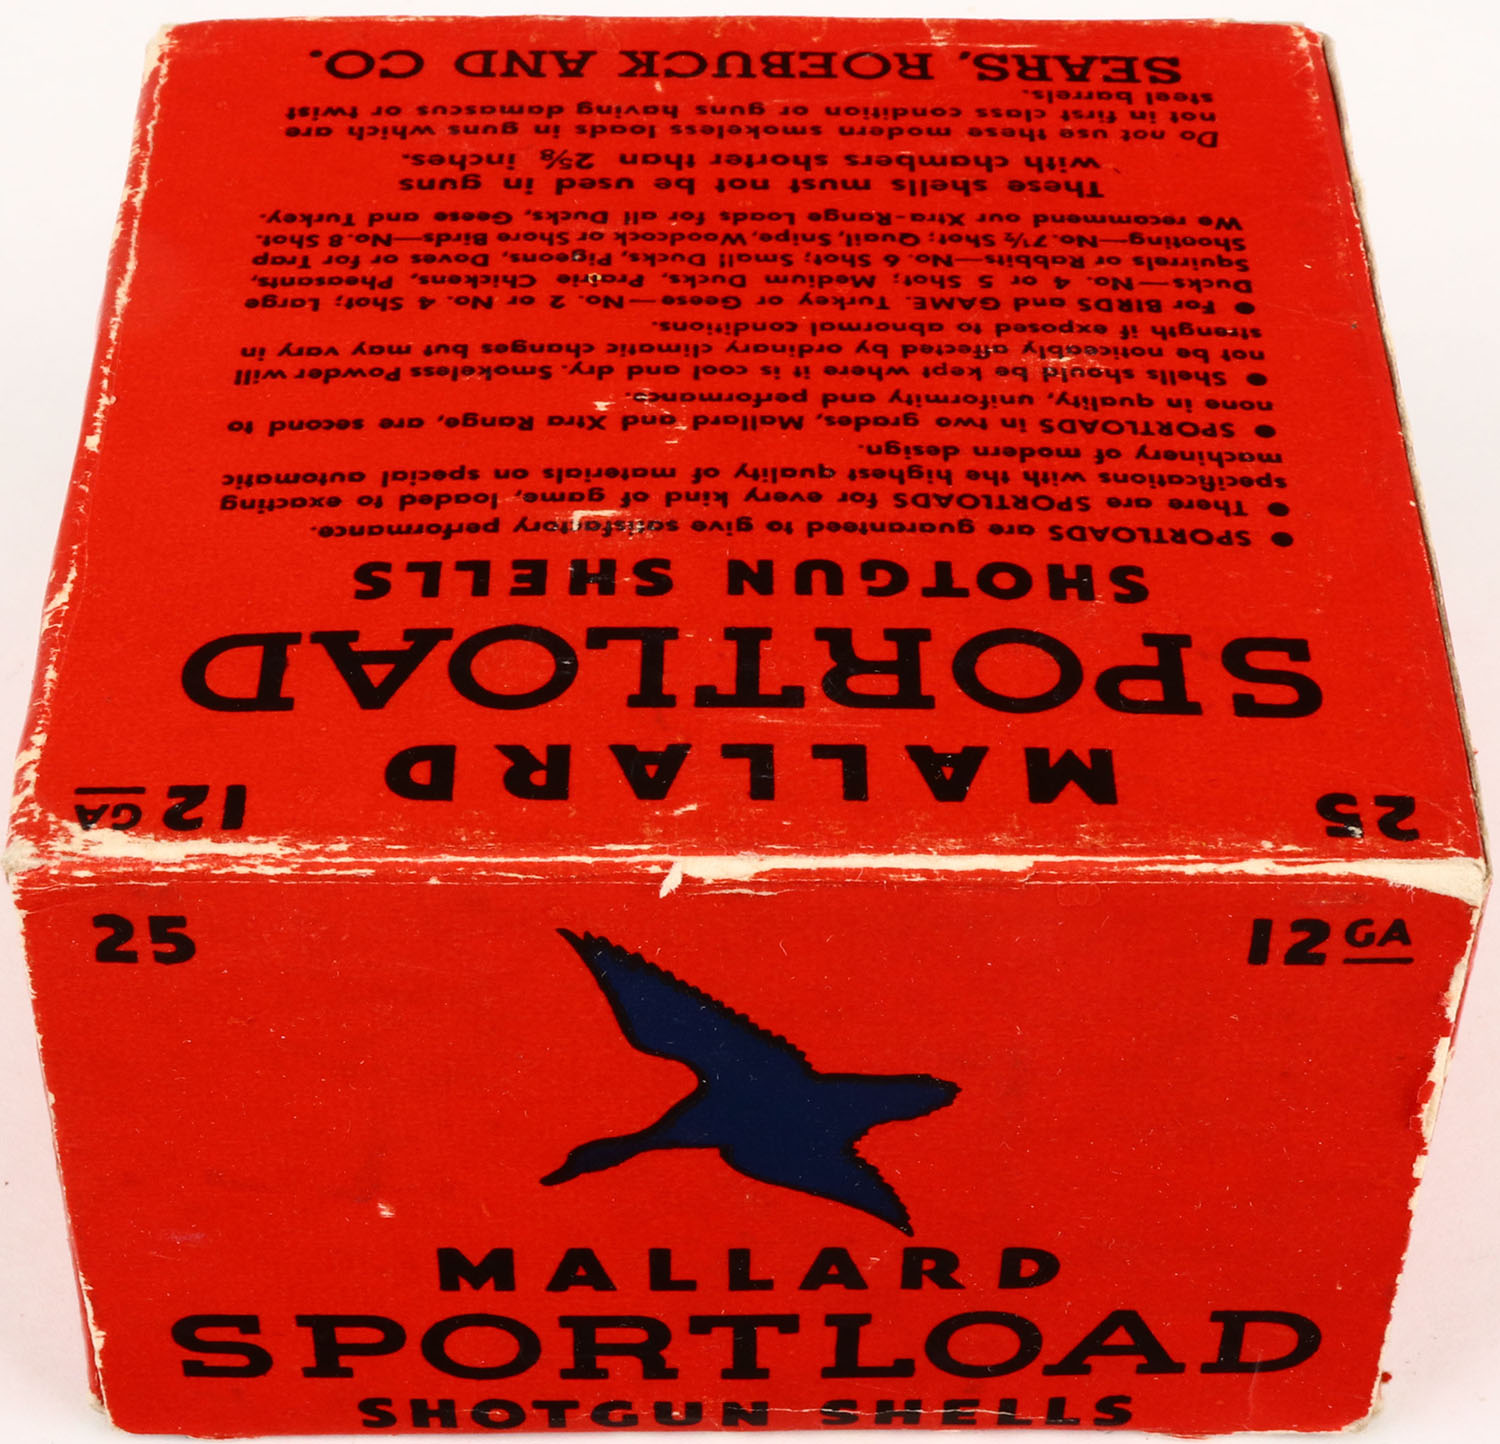 25
12 GA
MALLARD
SPORTLOAD
SHOTGUN SHELLS
25
12 GA
MALLARD
SPORTLOAD
SHOTGUN SHELLS
● SPORTLOADS are guaranteed to give satisfactory performance.
● There are SPORTLOADS for every kind of game, loaded to exacting
specifications with the highest quality of materials on special automatic
machinery of modern design.
● SPORTLOADS in two grades, Mallard and Xtra Range, are second to
none in quality, uniformity and performance.
● Shells should be kept where it is cool and dry. Smokeless Powder will
not be noticeably affected by ordinary climatic changes but may vary in
strength if exposed to abnormal conditions.
● For BIRDS and GAME. Turkey or Geese—No. 2 or No. 4 Shot; Large
Ducks—No. 4 or 5 Shot; Medium Ducks, Prairie Chickens, Pheasants,
Squirrels or Rabbits—No. 6 Shot; Small Ducks, Pigeons, Doves or for Trap
Shooting—No. 7½ Shot; Quail, Snipe, Woodcock or Shore Birds—No. 8 Shot.
We recommend our Xtra-Range Loads for all Ducks, Geese and Turkey.
These shells must not be used in guns
with chambers shorter than 2⅝ inches.
Do not use these modern smokeless loads in guns which are
not in first class condition or guns having damascus or twist
steel barrels.
SEARS, ROEBUCK AND CO.